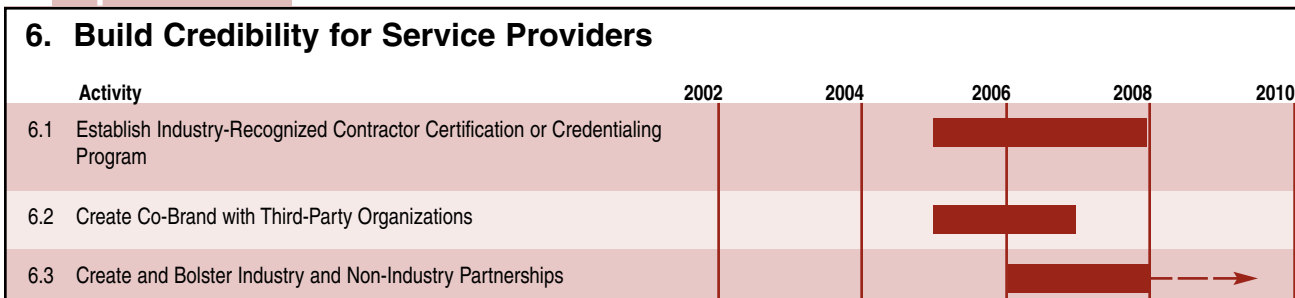 6. Build Credibility for Service Providers
Activity 2002 2004 2006 2008 2010
6.1 Establish Industry-Recognized Contractor Certification or Credentialing
Program
6.2 Create Co-Brand with Third-Party Organizations
6.3 Create and Bolster Industry and Non-Industry Partnerships